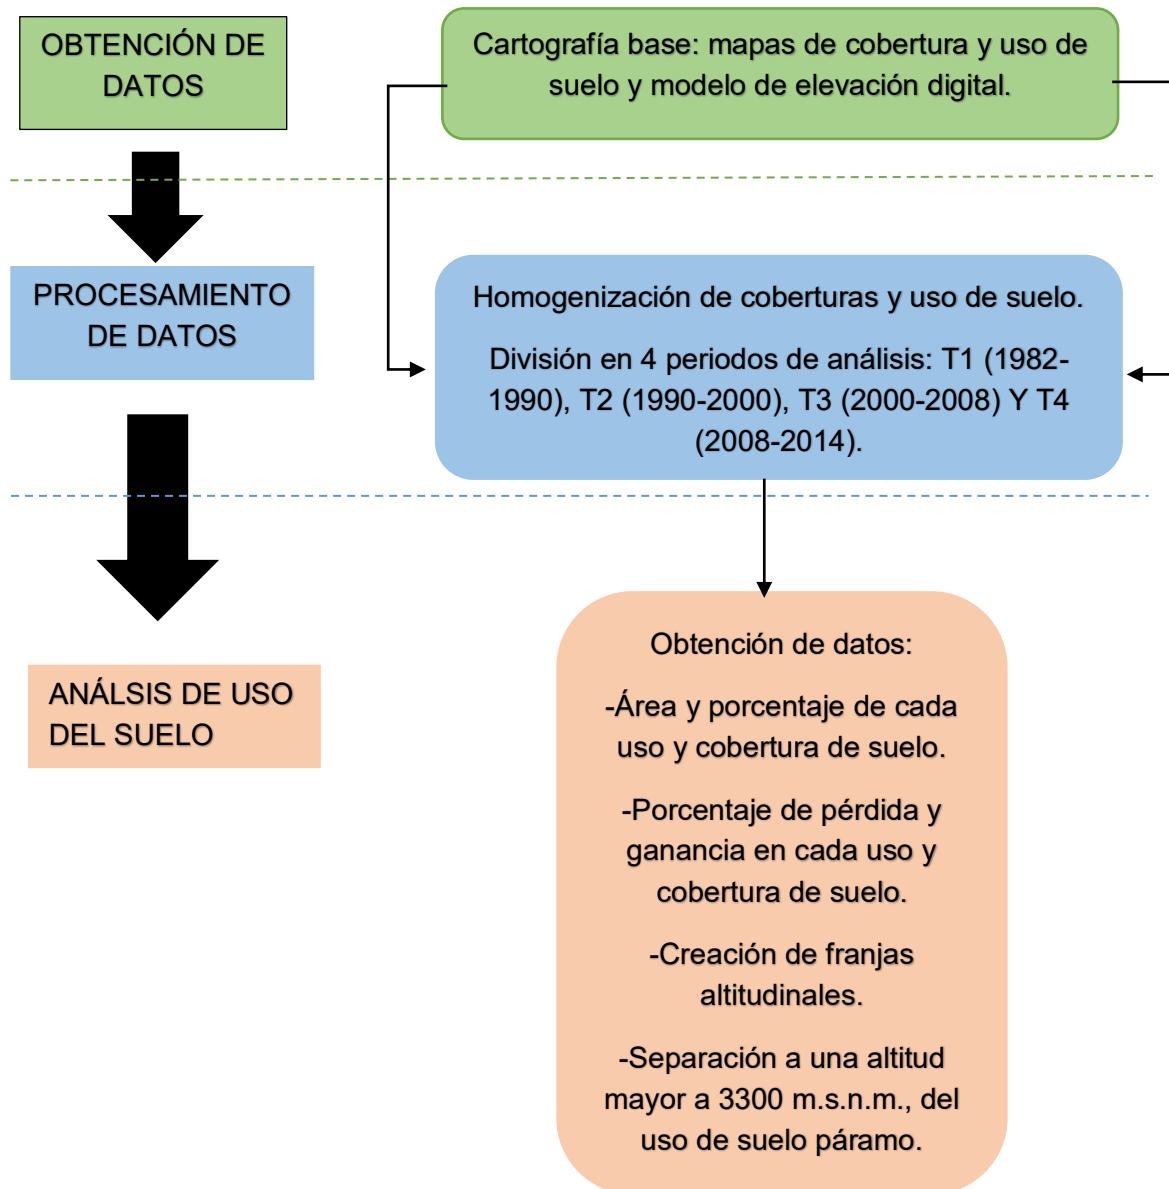 OBTENCIÓN DE
DATOS
Cartografía base: mapas de cobertura y uso de
suelo y modelo de elevación digital.
PROCESAMIENTO
DE DATOS
Homogenización de coberturas y uso de suelo.
División en 4 periodos de análisis: T1 (1982-
1990), T2 (1990-2000), T3 (2000-2008) Y T4
(2008-2014).
ANÁLSIS DE USO
DEL SUELO
Obtención de datos:
-Área y porcentaje de cada
uso y cobertura de suelo.
-Porcentaje de pérdida y
ganancia en cada uso y
cobertura de suelo.
-Creación de franjas
altitudinales.
-Separación a una altitud
mayor a 3300 m.s.n.m., del
uso de suelo páramo.